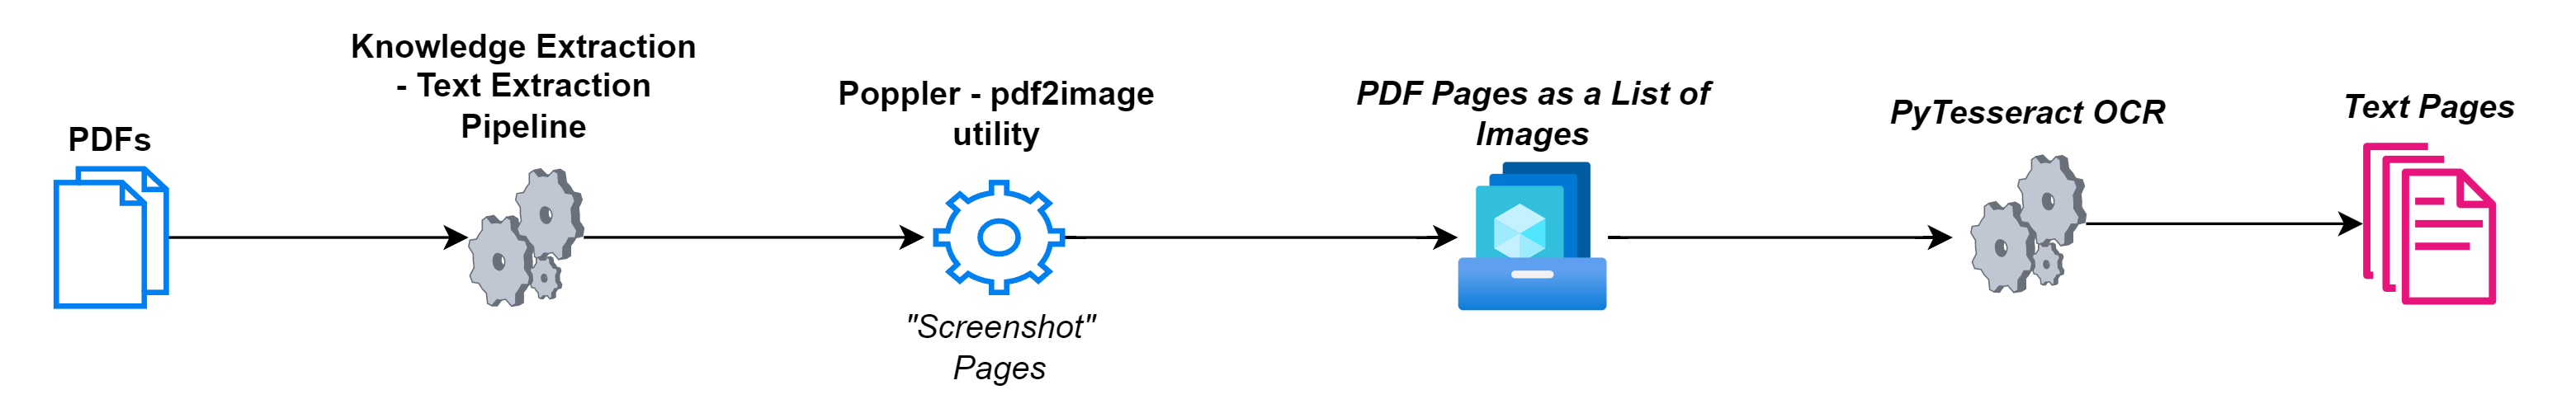 PDFs
Knowledge Extraction
- Text Extraction
Pipeline
Poppler - pdf2image
utility
"Screenshot"
Pages
PDF Pages as a List of
Images
PyTesseract OCR
Text Pages